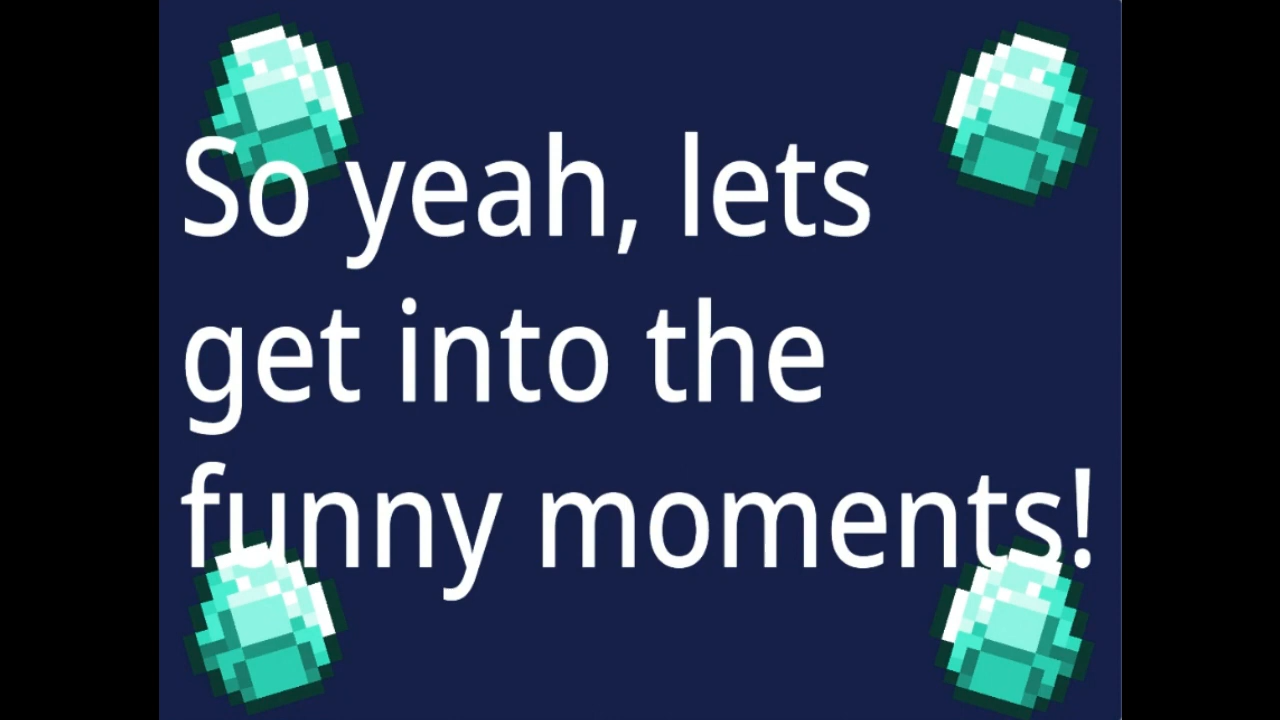 So yeah, lets
get into the
funny moments!